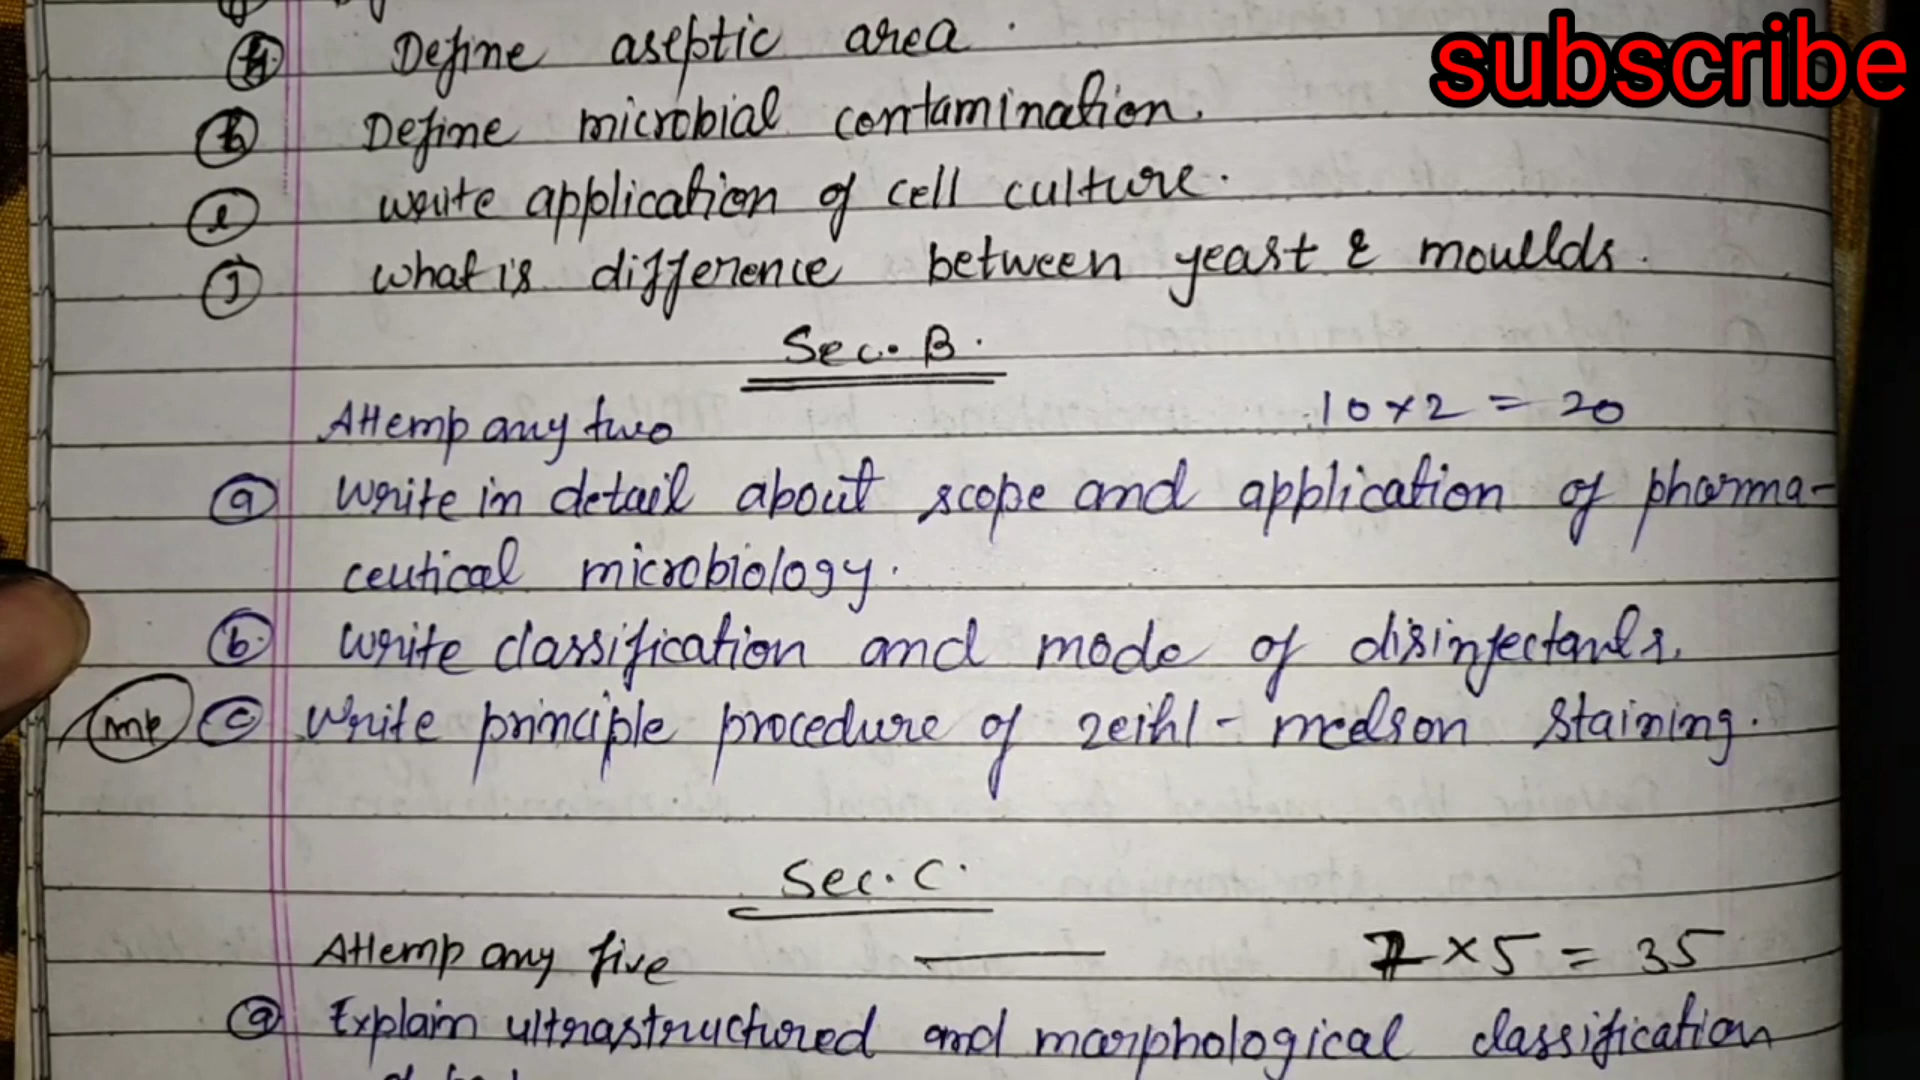 subscribe
Define aseptic area.
h Define microbial contamination.
i write application of cell culture.
j what is difference between yeast & moullds.
Sec. B.
Attemp any two 10 x 2 = 20
a Write in detail about scope and application of pharma-
ceutical microbiology.
b. write classification and mode of disinfectants.
imp c Write principle procedure of zeihl - medson Staining.
Sec. C.
Attemp any five 7 x 5 = 35
a Explain ultrastructured and marphological classification